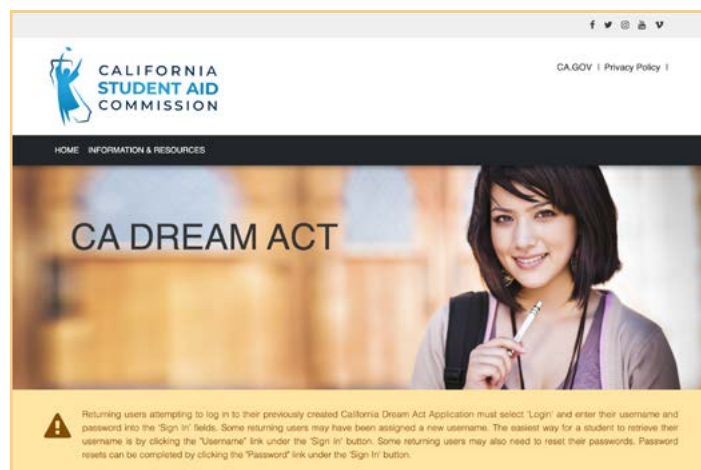 CALIFORNIA
STUDENT AID
COMMISSION
CA.GOV | Privacy Policy |
HOME INFORMATION & RESOURCES
CA DREAM ACT
Returning users attempting to log in to their previously created California Dream Act Application must select 'Login' and enter their username and
password into the 'Sign In' fields. Some returning users may have been assigned a new username. The easiest way for a student to retrieve their
username is by clicking the "Username" link under the 'Sign In' button. Some returning users may also need to reset their passwords. Password
resets can be completed by clicking the "Password" link under the 'Sign In' button.